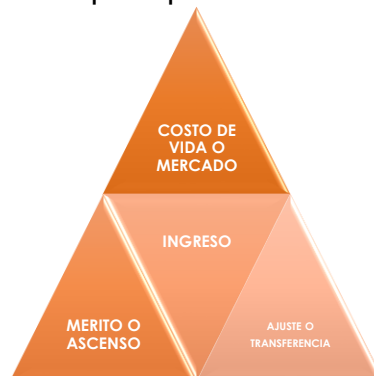 COSTO DE
VIDA O
MERCADO
INGRESO
MERITO O
ASCENSO
AJUSTE O
TRANSFERENCIA